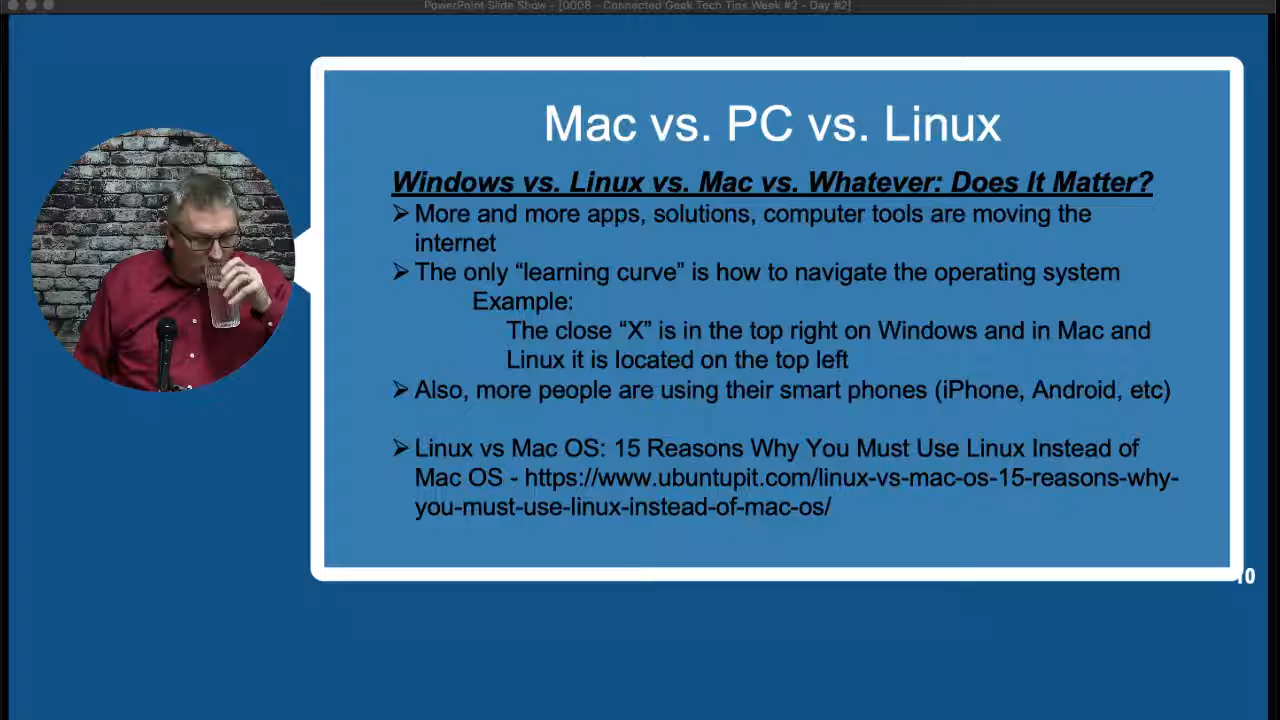 PowerPoint Slide Show - [0008 - Connected Geek Tech Tips Week #2 - Day #2]
Mac vs. PC vs. Linux
Windows vs. Linux vs. Mac vs. Whatever: Does It Matter?
➢ More and more apps, solutions, computer tools are moving the
internet
➢ The only “learning curve” is how to navigate the operating system
Example:
The close “X” is in the top right on Windows and in Mac and
Linux it is located on the top left
➢ Also, more people are using their smart phones (iPhone, Android, etc)
➢ Linux vs Mac OS: 15 Reasons Why You Must Use Linux Instead of
Mac OS - https://www.ubuntupit.com/linux-vs-mac-os-15-reasons-why-
you-must-use-linux-instead-of-mac-os/
10